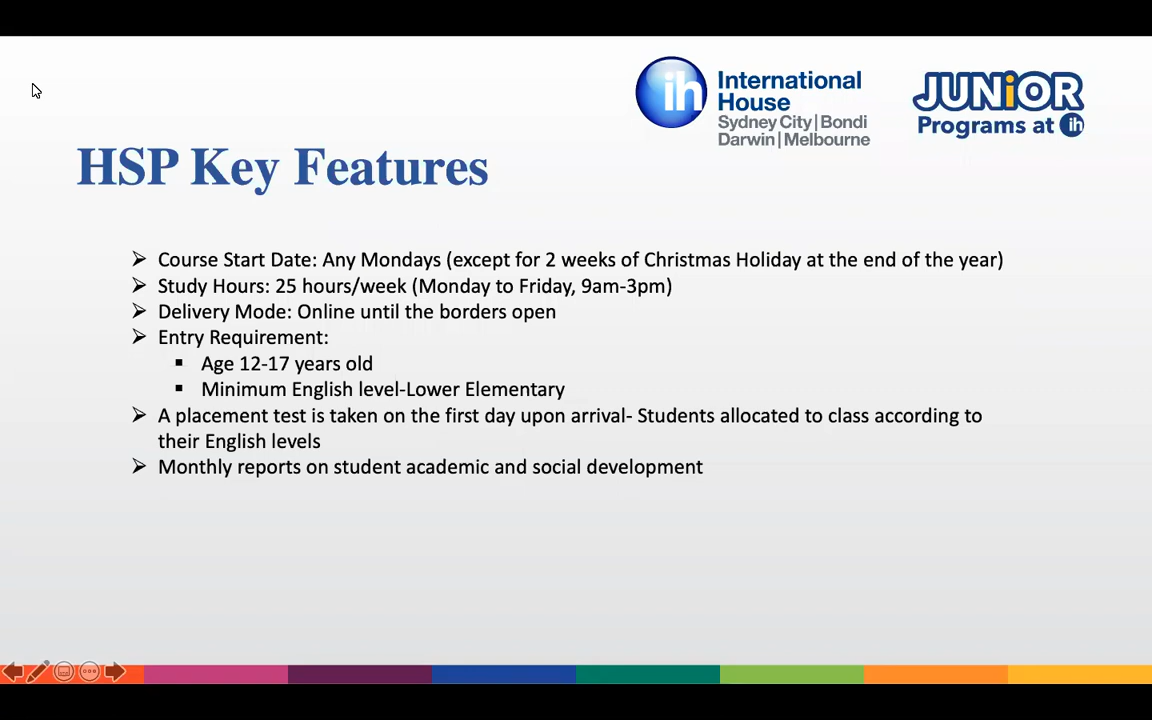 ih International
House
Sydney City|Bondi
Darwin|Melbourne
JUNiOR
Programs at ih
HSP Key Features
Course Start Date: Any Mondays (except for 2 weeks of Christmas Holiday at the end of the year)
Study Hours: 25 hours/week (Monday to Friday, 9am-3pm)
Delivery Mode: Online until the borders open
Entry Requirement:
Age 12-17 years old
Minimum English level-Lower Elementary
A placement test is taken on the first day upon arrival- Students allocated to class according to
their English levels
Monthly reports on student academic and social development